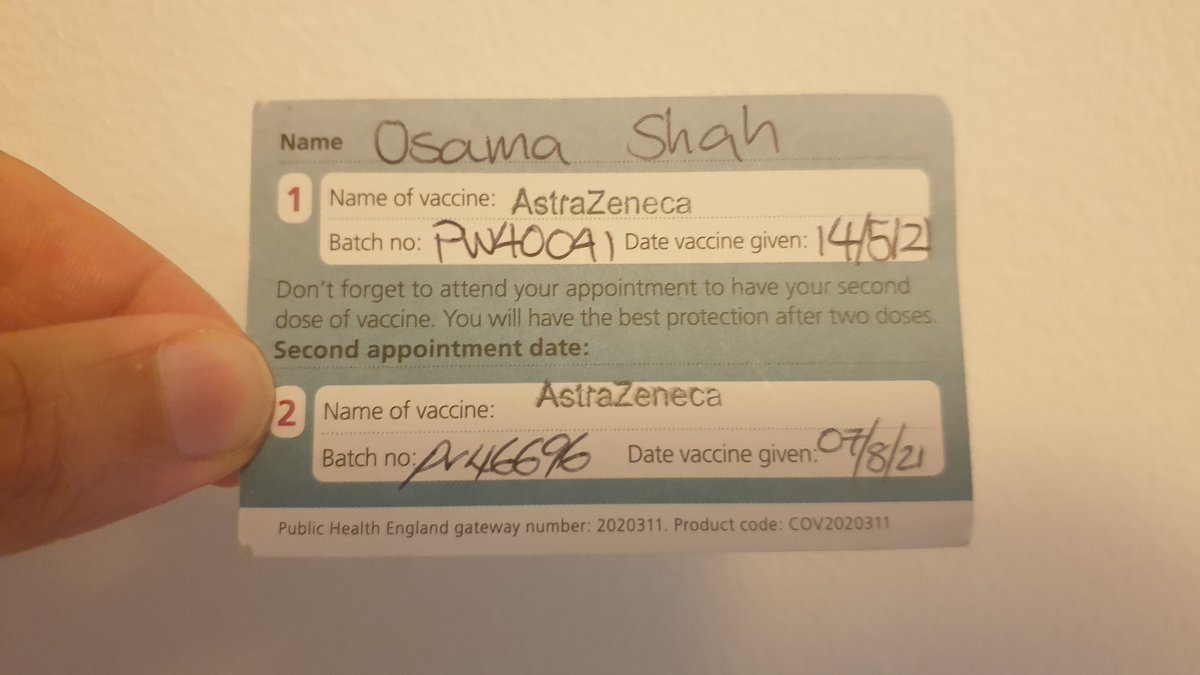 Name Osama Shah
1 Name of vaccine: AstraZeneca
Batch no: PW40041 Date vaccine given: 14/5/21
Don't forget to attend your appointment to have your second
dose of vaccine. You will have the best protection after two doses.
Second appointment date:
2 Name of vaccine: AstraZeneca
Batch no: PV46696 Date vaccine given: 07/8/21
Public Health England gateway number: 2020311. Product code: COV2020311